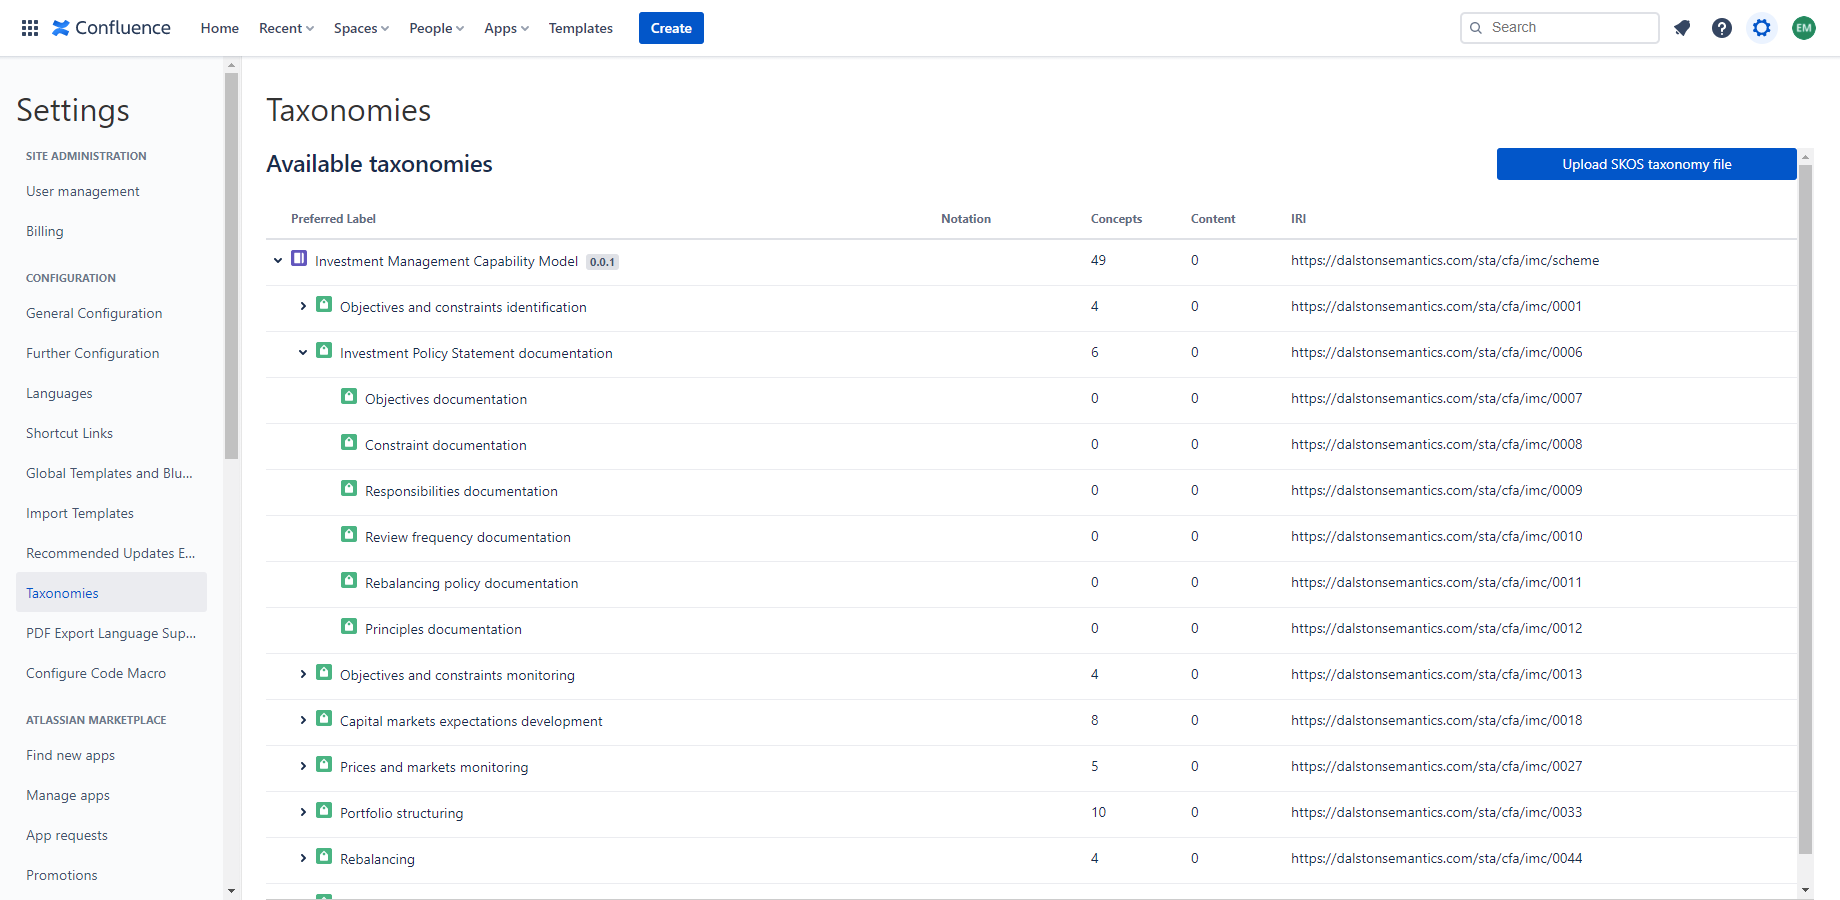 Confluence
Home
Recent
Spaces
People
Apps
Templates
Create
Search
EM
Settings
SITE ADMINISTRATION
User management
Billing
CONFIGURATION
General Configuration
Further Configuration
Languages
Shortcut Links
Global Templates and Blu...
Import Templates
Recommended Updates E...
Taxonomies
PDF Export Language Sup...
Configure Code Macro
ATLASSIAN MARKETPLACE
Find new apps
Manage apps
App requests
Promotions
Taxonomies
Available taxonomies
Upload SKOS taxonomy file
Preferred Label Notation Concepts Content IRI
Investment Management Capability Model 0.0.1 49 0 https://dalstonsemantics.com/sta/cfa/imc/scheme
Objectives and constraints identification 4 0 https://dalstonsemantics.com/sta/cfa/imc/0001
Investment Policy Statement documentation 6 0 https://dalstonsemantics.com/sta/cfa/imc/0006
Objectives documentation 0 0 https://dalstonsemantics.com/sta/cfa/imc/0007
Constraint documentation 0 0 https://dalstonsemantics.com/sta/cfa/imc/0008
Responsibilities documentation 0 0 https://dalstonsemantics.com/sta/cfa/imc/0009
Review frequency documentation 0 0 https://dalstonsemantics.com/sta/cfa/imc/0010
Rebalancing policy documentation 0 0 https://dalstonsemantics.com/sta/cfa/imc/0011
Principles documentation 0 0 https://dalstonsemantics.com/sta/cfa/imc/0012
Objectives and constraints monitoring 4 0 https://dalstonsemantics.com/sta/cfa/imc/0013
Capital markets expectations development 8 0 https://dalstonsemantics.com/sta/cfa/imc/0018
Prices and markets monitoring 5 0 https://dalstonsemantics.com/sta/cfa/imc/0027
Portfolio structuring 10 0 https://dalstonsemantics.com/sta/cfa/imc/0033
Rebalancing 4 0 https://dalstonsemantics.com/sta/cfa/imc/0044